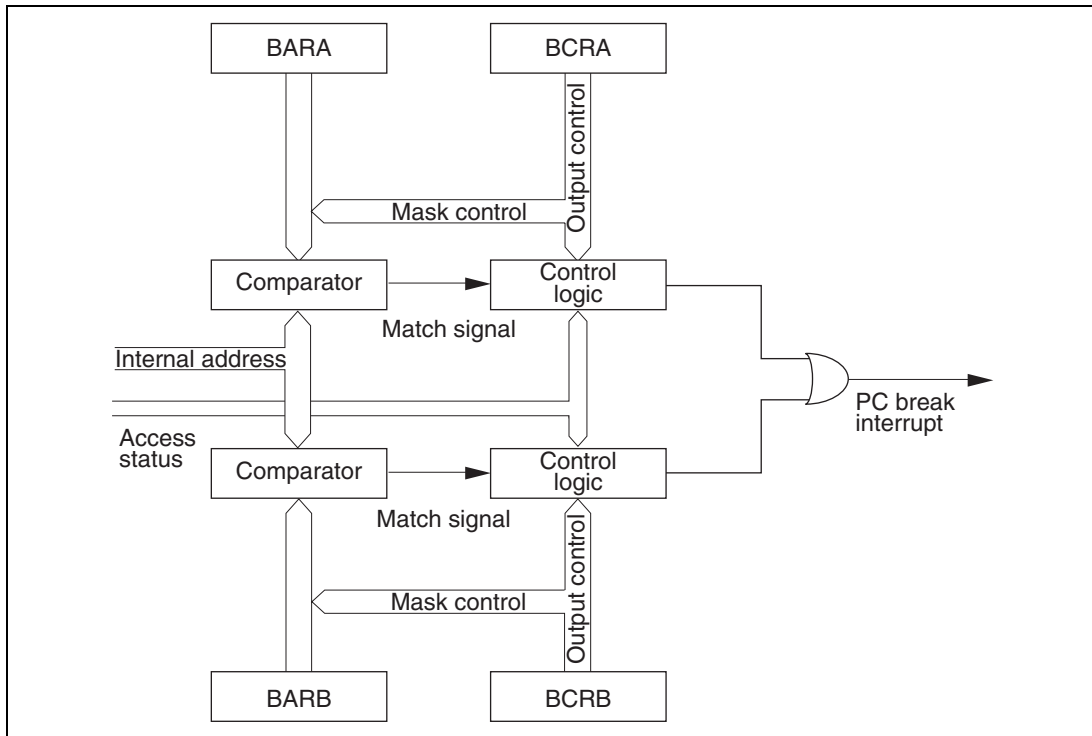 BARA
BCRA
Output control
Mask control
Comparator
Control
logic
Match signal
Internal address
PC break
interrupt
Access
status
Comparator
Control
logic
Match signal
Output control
Mask control
BARB
BCRB